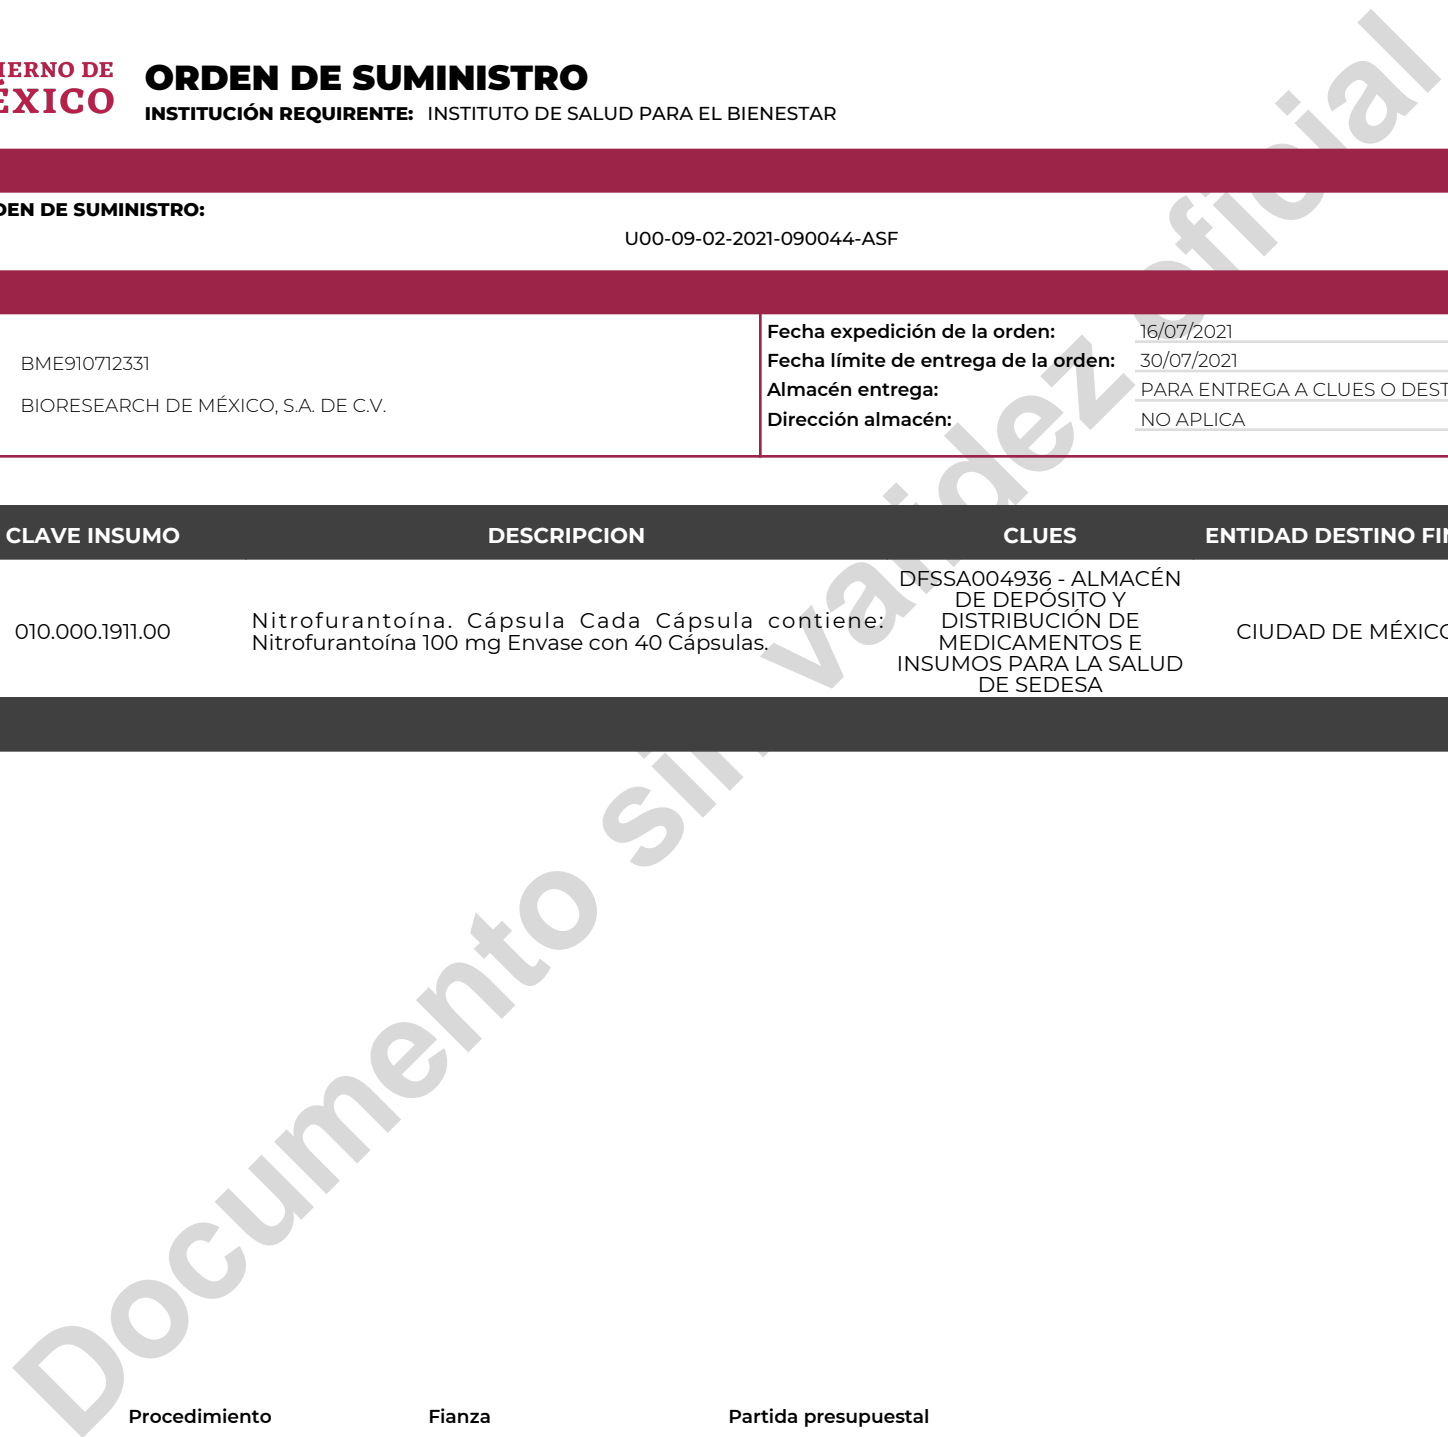 IERNO DE
ÉXICO
ORDEN DE SUMINISTRO
INSTITUCIÓN REQUIRENTE: INSTITUTO DE SALUD PARA EL BIENESTAR
DEN DE SUMINISTRO:
U00-09-02-2021-090044-ASF
BME910712331
BIORESEARCH DE MÉXICO, S.A. DE C.V.
Fecha expedición de la orden: 16/07/2021
Fecha límite de entrega de la orden: 30/07/2021
Almacén entrega: PARA ENTREGA A CLUES O DEST
Dirección almacén: NO APLICA
CLAVE INSUMO DESCRIPCION CLUES ENTIDAD DESTINO FIN
010.000.1911.00
Nitrofurantoína. Cápsula Cada Cápsula contiene:
Nitrofurantoína 100 mg Envase con 40 Cápsulas.
DFSSA004936 - ALMACÉN
DE DEPÓSITO Y
DISTRIBUCIÓN DE
MEDICAMENTOS E
INSUMOS PARA LA SALUD
DE SEDESA
CIUDAD DE MÉXICO
Documento sin validez oficial
Procedimiento Fianza Partida presupuestal